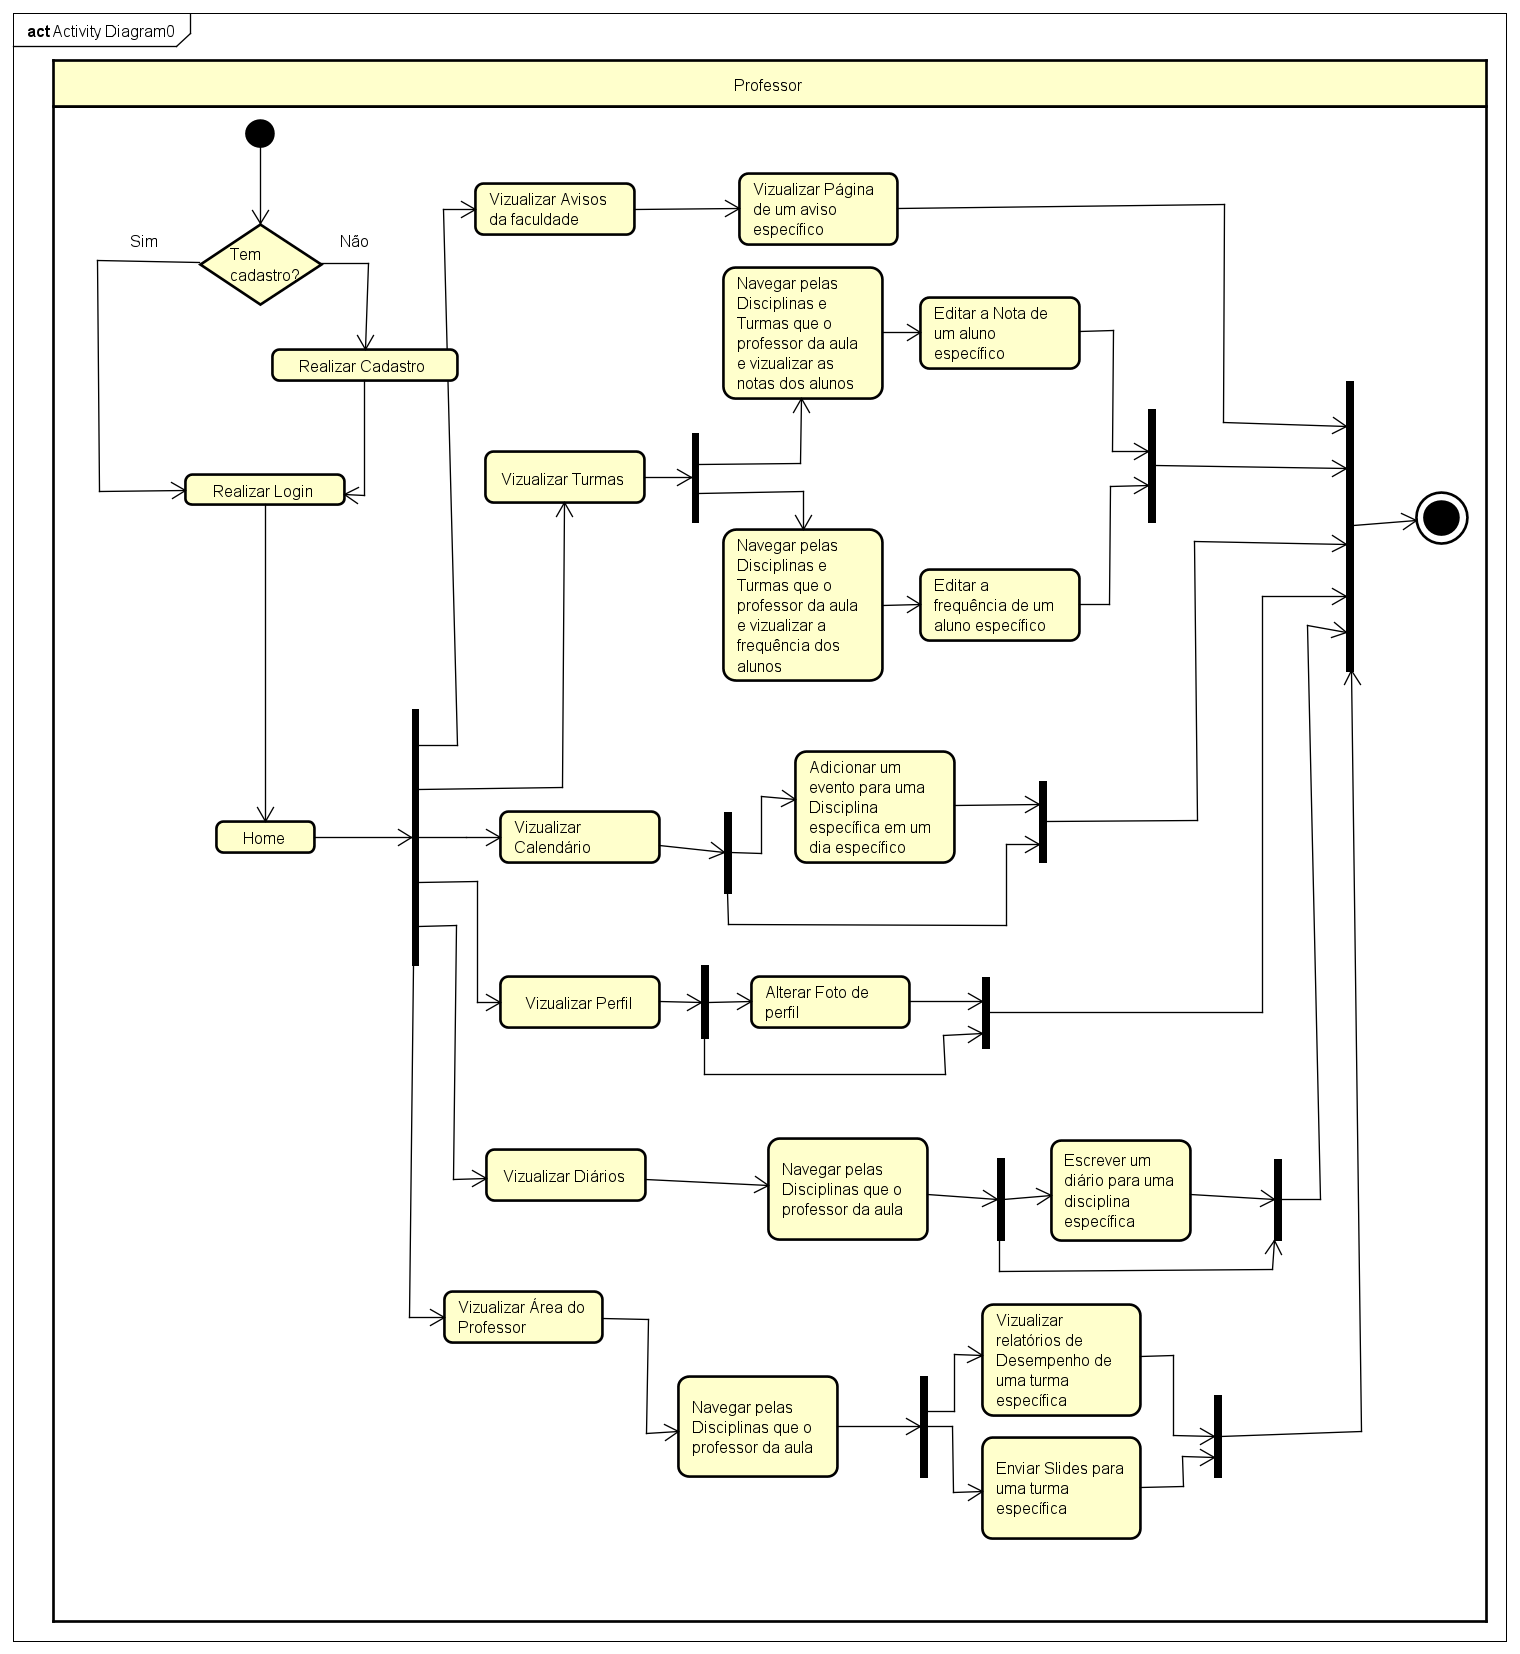 act Activity Diagram0
Professor
Tem
cadastro?
Sim
Não
Realizar Cadastro
Realizar Login
Home
Vizualizar Avisos
da faculdade
Vizualizar Página
de um aviso
específico
Vizualizar Turmas
Navegar pelas
Disciplinas e
Turmas que o
professor da aula
e vizualizar as
notas dos alunos
Editar a Nota de
um aluno
específico
Navegar pelas
Disciplinas e
Turmas que o
professor da aula
e vizualizar a
frequência dos
alunos
Editar a
frequência de um
aluno específico
Vizualizar
Calendário
Adicionar um
evento para uma
Disciplina
específica em um
dia específico
Vizualizar Perfil
Alterar Foto de
perfil
Vizualizar Diários
Navegar pelas
Disciplinas que o
professor da aula
Escrever um
diário para uma
disciplina
específica
Vizualizar Área do
Professor
Navegar pelas
Disciplinas que o
professor da aula
Vizualizar
relatórios de
Desempenho de
uma turma
específica
Enviar Slides para
uma turma
específica